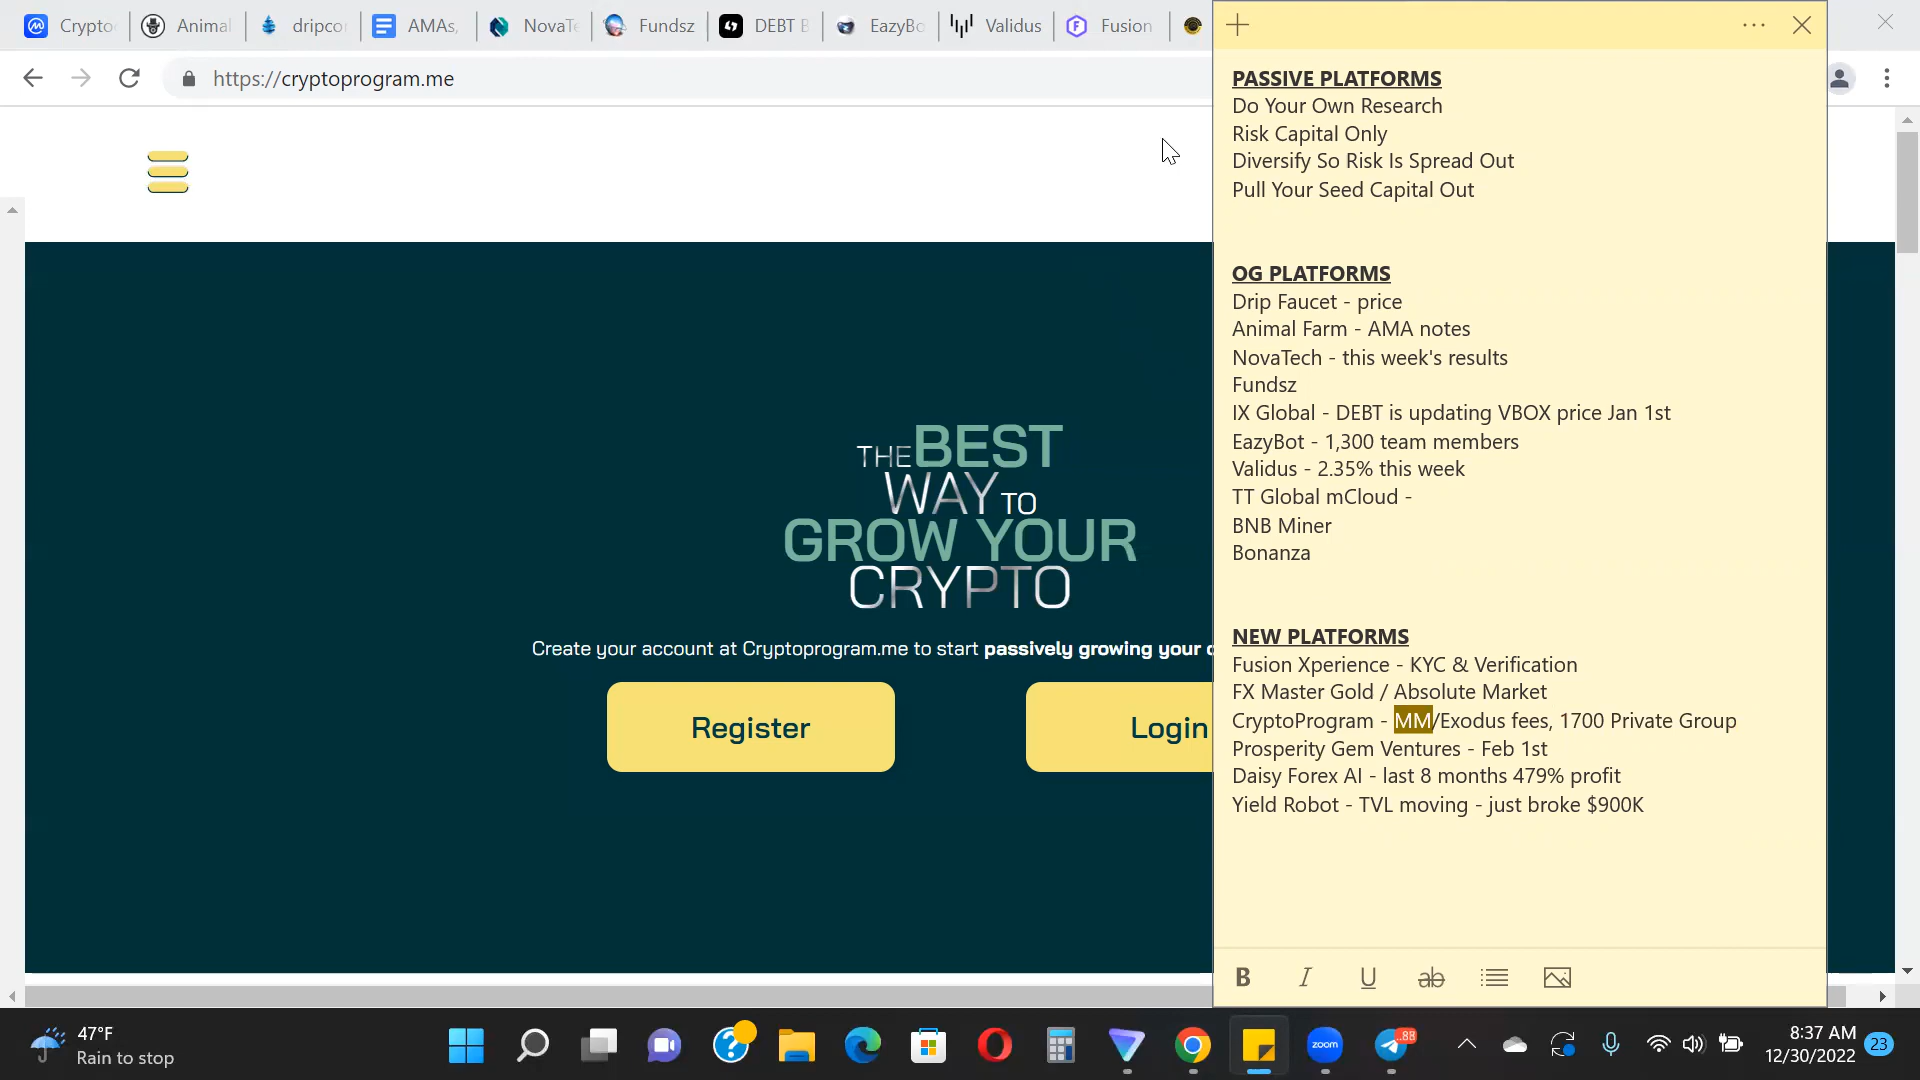 Crypto
Animal
dripco
AMAs,
NovaTe
Fundsz
DEBT B
EazyBo
Validus
Fusion
https://cryptoprogram.me
THE BEST
WAY TO
GROW YOUR
CRYPTO
Create your account at Cryptoprogram.me to start passively growing your
Register
Login
PASSIVE PLATFORMS
Do Your Own Research
Risk Capital Only
Diversify So Risk Is Spread Out
Pull Your Seed Capital Out
OG PLATFORMS
Drip Faucet - price
Animal Farm - AMA notes
NovaTech - this week's results
Fundsz
IX Global - DEBT is updating VBOX price Jan 1st
EazyBot - 1,300 team members
Validus - 2.35% this week
TT Global mCloud -
BNB Miner
Bonanza
NEW PLATFORMS
Fusion Xperience - KYC & Verification
FX Master Gold / Absolute Market
CryptoProgram - MM/Exodus fees, 1700 Private Group
Prosperity Gem Ventures - Feb 1st
Daisy Forex AI - last 8 months 479% profit
Yield Robot - TVL moving - just broke $900K
B I U ab
47°F
Rain to stop
zoom
..88
8:37 AM
12/30/2022
23